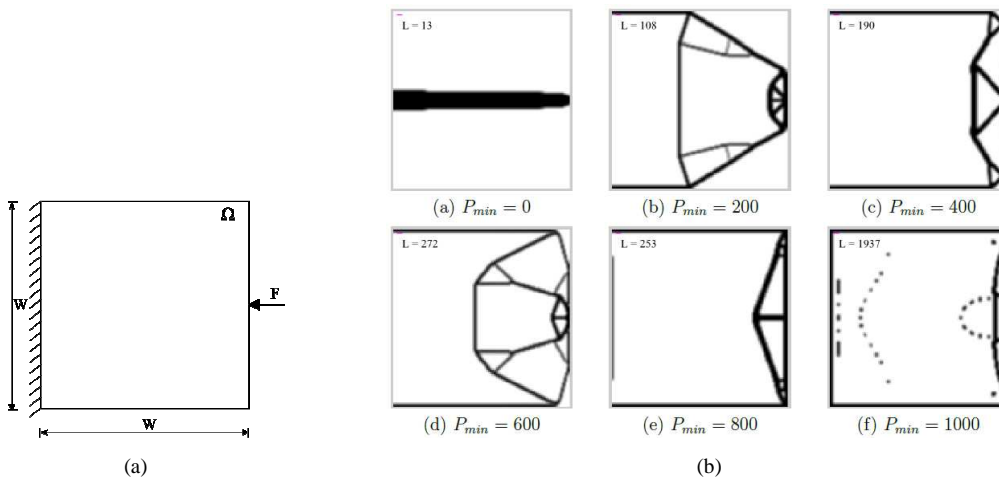 Ω
W
F
W
(a)
L = 13
L = 108
L = 190
(a) P_min = 0
(b) P_min = 200
(c) P_min = 400
L = 272
L = 253
L = 1937
(d) P_min = 600
(e) P_min = 800
(f) P_min = 1000
(b)